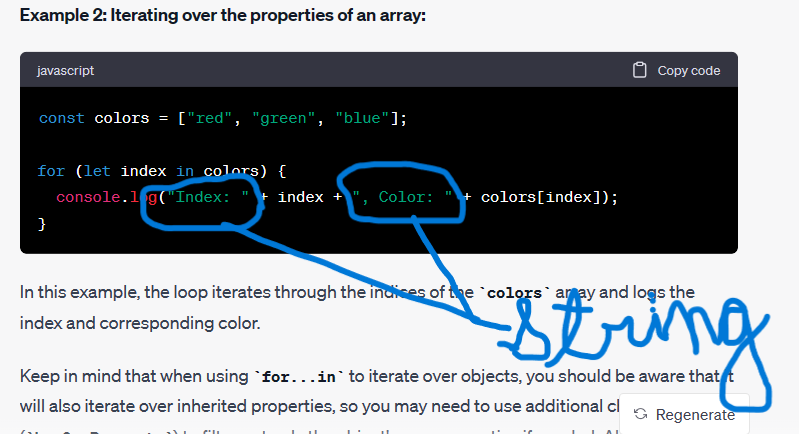 Example 2: Iterating over the properties of an array:
javascript Copy code
const colors = ["red", "green", "blue"];
for (let index in colors) {
console.log("Index: " + index + ", Color: " + colors[index]);
}
In this example, the loop iterates through the indices of the `colors` array and logs the
index and corresponding color.
string
Keep in mind that when using `for...in` to iterate over objects, you should be aware that it
will also iterate over inherited properties, so you may need to use additional
Regenerate